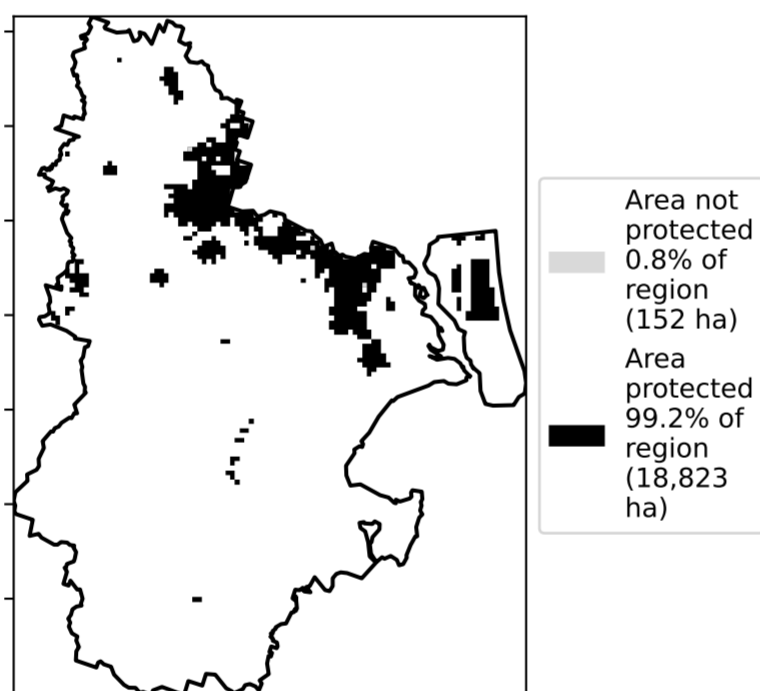 Area not
protected
0.8% of
region
(152 ha)
Area
protected
99.2% of
region
(18,823
ha)